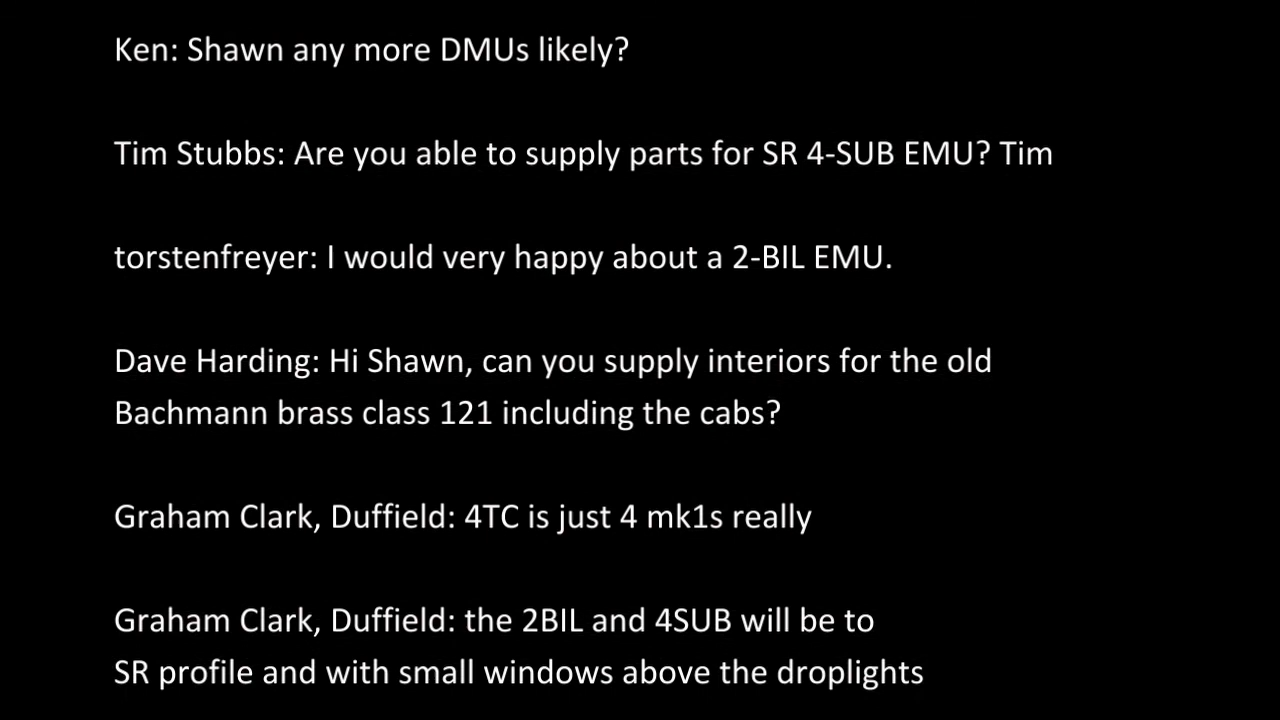 Ken: Shawn any more DMUs likely?
Tim Stubbs: Are you able to supply parts for SR 4-SUB EMU? Tim
torstenfreyer: I would very happy about a 2-BIL EMU.
Dave Harding: Hi Shawn, can you supply interiors for the old
Bachmann brass class 121 including the cabs?
Graham Clark, Duffield: 4TC is just 4 mk1s really
Graham Clark, Duffield: the 2BIL and 4SUB will be to
SR profile and with small windows above the droplights